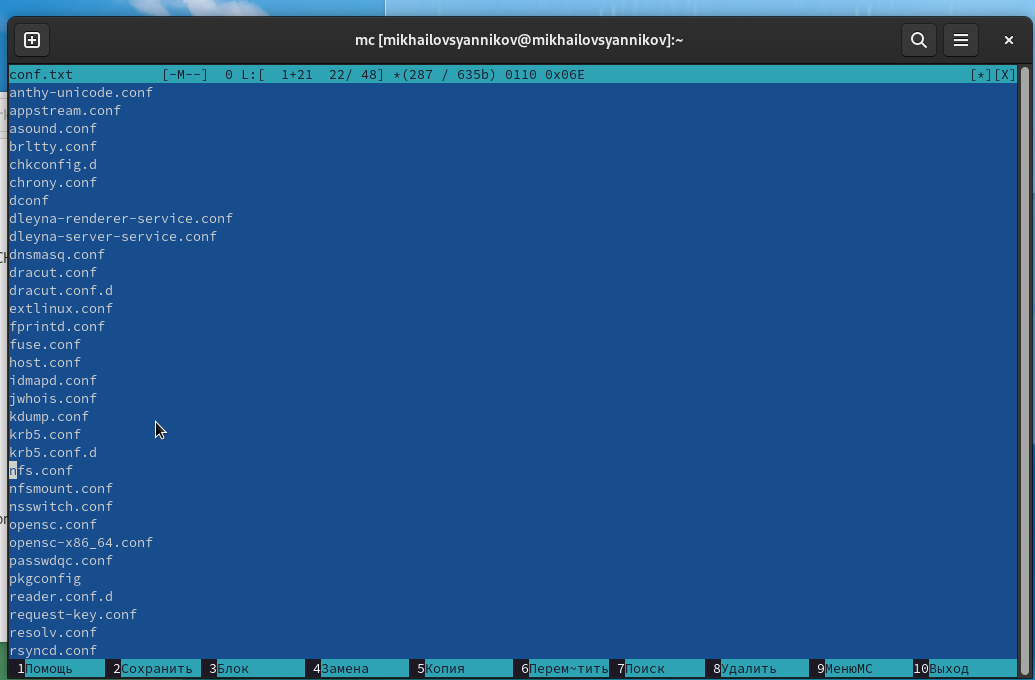 mc [mikhailovsyannikov@mikhailovsyannikov]:~
conf.txt [-M--] 0 L:[ 1+21 22/ 48] *(287 / 635b) 0110 0x06E [*][X]
anthy-unicode.conf
appstream.conf
asound.conf
brltty.conf
chkconfig.d
chrony.conf
dconf
dleyna-renderer-service.conf
dleyna-server-service.conf
dnsmasq.conf
dracut.conf
dracut.conf.d
extlinux.conf
fprintd.conf
fuse.conf
host.conf
idmapd.conf
jwhois.conf
kdump.conf
krb5.conf
krb5.conf.d
nfs.conf
nfsmount.conf
nsswitch.conf
opensc.conf
opensc-x86_64.conf
passwdqc.conf
pkgconfig
reader.conf.d
request-key.conf
resolv.conf
rsyncd.conf
1Помощь 2Сохранить 3Блок 4Замена 5Копия 6Перем~тить 7Поиск 8Удалить 9МенюMC 10Выход